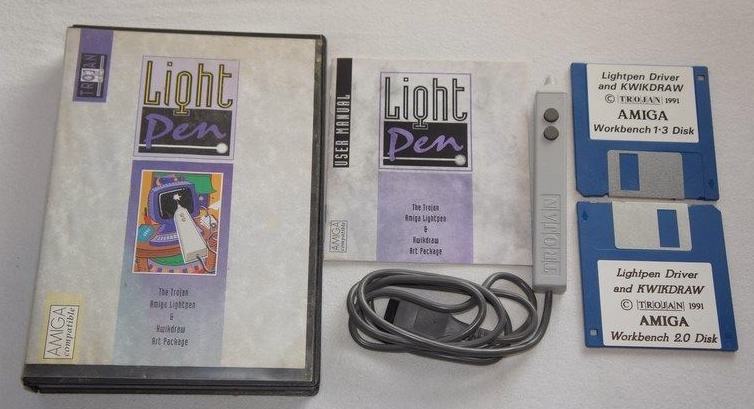 TROJAN
Light
Pen
The Trojan
Amiga Lightpen
&
Kwikdraw
Art Package
AMIGA
compatible
USER MANUAL
Light
Pen
The Trojan
Amiga Lightpen
&
Kwikdraw
Art Package
AMIGA
compatible
TROJAN
Lightpen Driver
and KWIKDRAW
© TROJAN 1991
AMIGA
Workbench 1·3 Disk
Lightpen Driver
and KWIKDRAW
© TROJAN 1991
AMIGA
Workbench 2.0 Disk